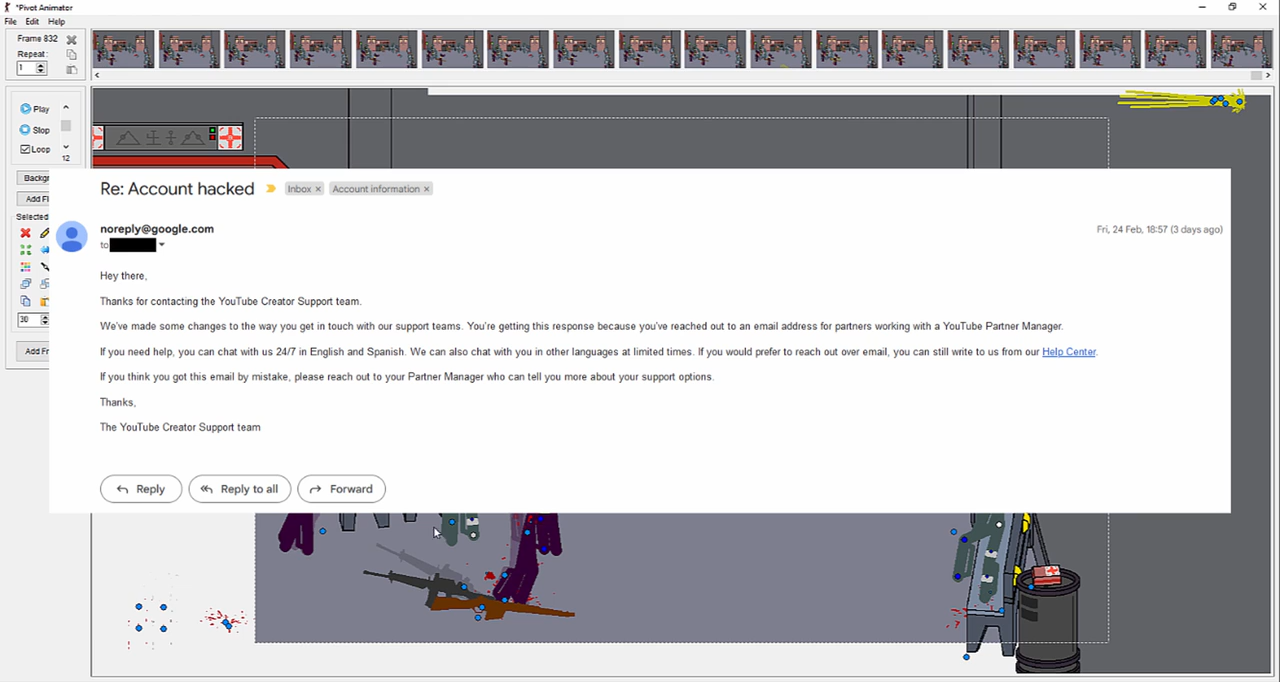 *Pivot Animator
File Edit Help
Frame 832
Repeat:
1
Play
Stop
Loop
12
Backgr
Selected
30
Add Fr
Re: Account hacked
Inbox ×
Account information ×
noreply@google.com
Fri, 24 Feb, 18:57 (3 days ago)
to
Hey there,
Thanks for contacting the YouTube Creator Support team.
We've made some changes to the way you get in touch with our support teams. You're getting this response because you've reached out to an email address for partners working with a YouTube Partner Manager.
If you need help, you can chat with us 24/7 in English and Spanish. We can also chat with you in other languages at limited times. If you would prefer to reach out over email, you can still write to us from our Help Center.
If you think you got this email by mistake, please reach out to your Partner Manager who can tell you more about your support options.
Thanks,
The YouTube Creator Support team
Reply
Reply to all
Forward